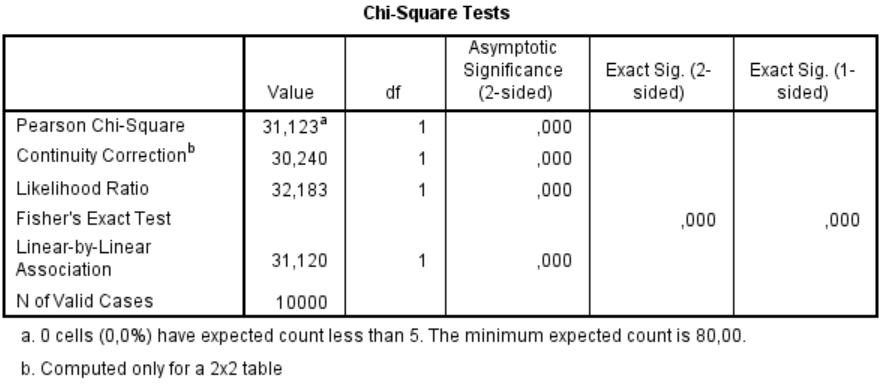 Chi-Square Tests
Value df Asymptotic Significance (2-sided) Exact Sig. (2-sided) Exact Sig. (1-sided)
Pearson Chi-Square 31,123a 1 ,000
Continuity Correctionb 30,240 1 ,000
Likelihood Ratio 32,183 1 ,000
Fisher's Exact Test ,000 ,000
Linear-by-Linear Association 31,120 1 ,000
N of Valid Cases 10000
a. 0 cells (0,0%) have expected count less than 5. The minimum expected count is 80,00.
b. Computed only for a 2x2 table